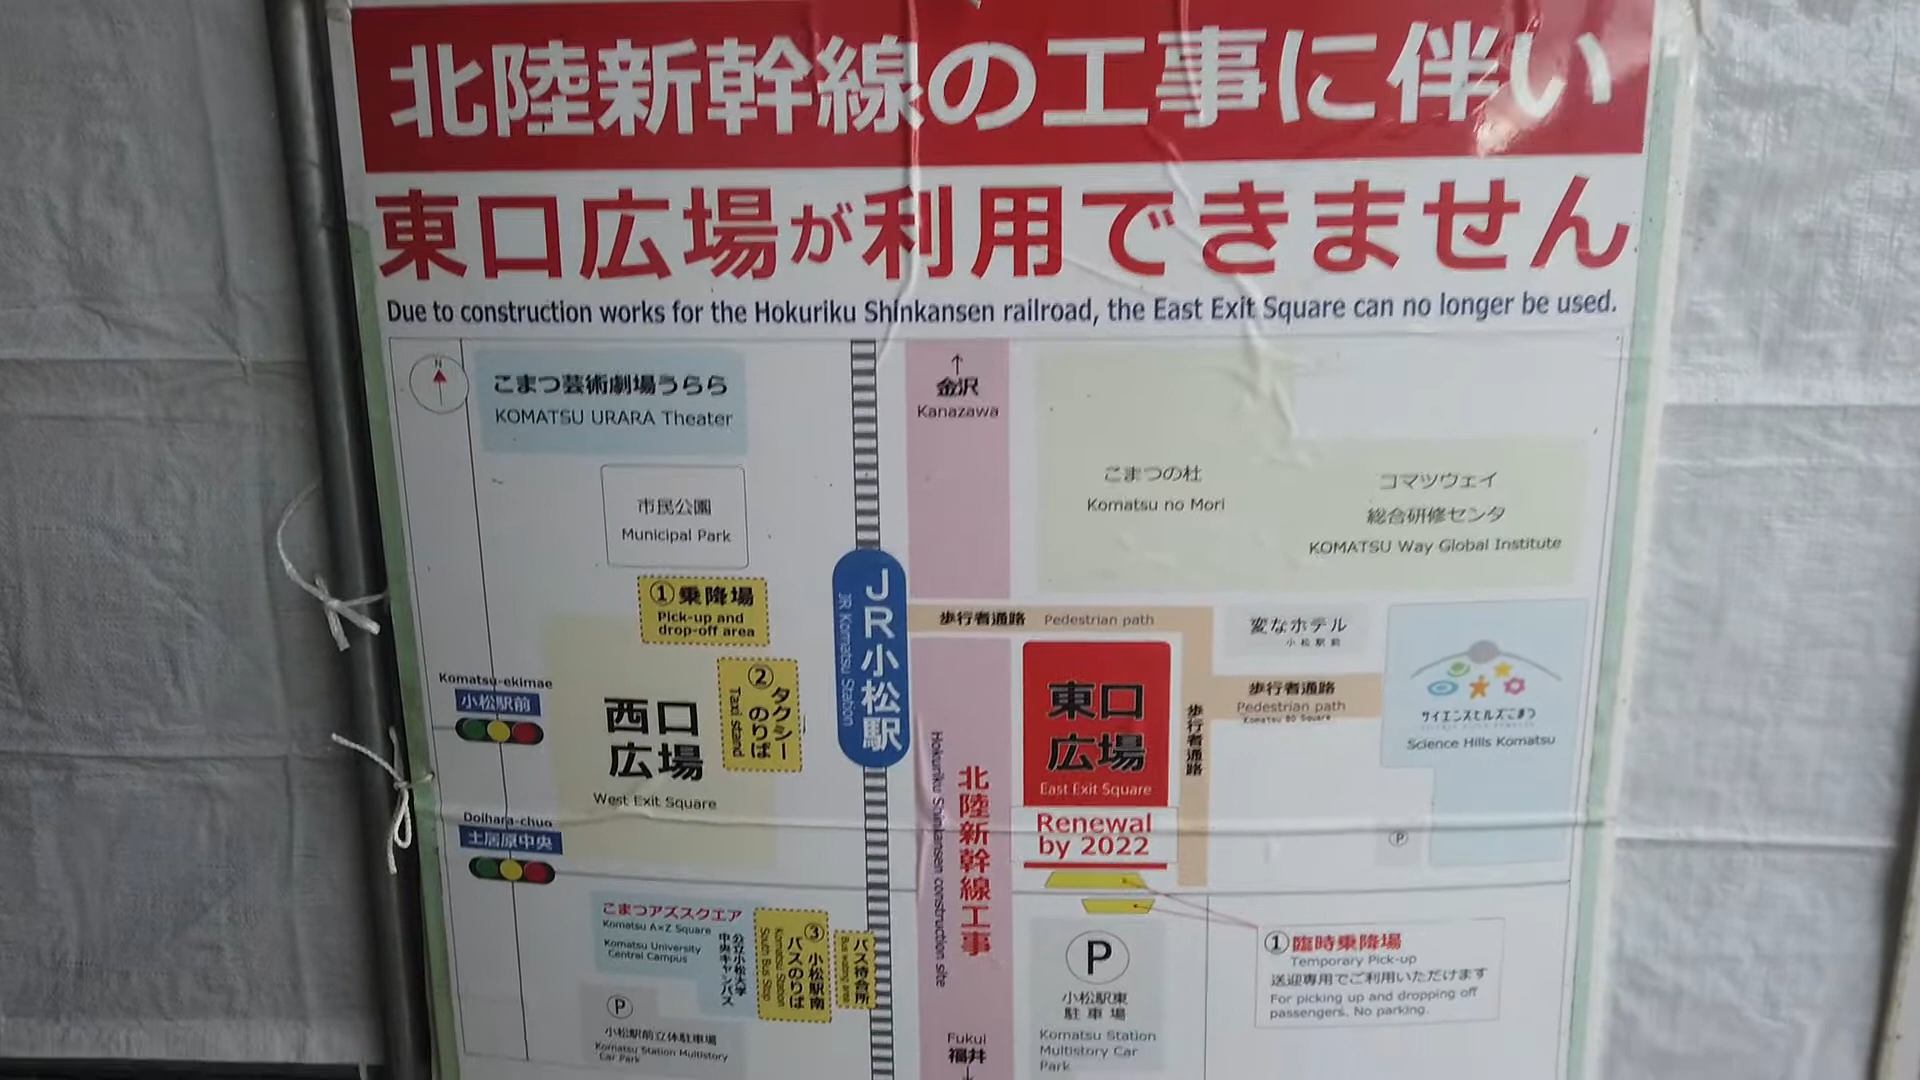 北陸新幹線の工事に伴い
東口広場が利用できません
Due to construction works for the Hokuriku Shinkansen railroad, the East Exit Square can no longer be used.
N
こまつ芸術劇場うらら
KOMATSU URARA Theater
↑
金沢
Kanazawa
市民公園
Municipal Park
こまつの杜
Komatsu no Mori
コマツウェイ
総合研修センタ
KOMATSU Way Global Institute
①乗降場
Pick-up and
drop-off area
JR小松駅
JR Komatsu Station
歩行者通路 Pedestrian path
変なホテル
小松駅前
②タクシー
のりば
Taxi stand
Komatsu-ekimae
小松駅前
西口
広場
West Exit Square
東口
広場
East Exit Square
Renewal
by 2022
歩行者通路
歩行者通路
Pedestrian path
Komatsu BO Square
サイエンスヒルズこまつ
Science Hills Komatsu
P
Doihara-chuo
土居原中央
北陸新幹線工事
Hokuriku Shinkansen construction site
こまつアズスクエア
Komatsu A×Z Square
Komatsu University
Central Campus
公立小松大学
中央キャンパス
③小松駅南
バスのりば
Komatsu Station
South Bus Stop
バス待合所
Bus waiting area
P
小松駅前立体駐車場
Komatsu Station Multistory
Car Park
P
小松駅東
駐車場
Komatsu Station
Multistory Car
Park
①臨時乗降場
Temporary Pick-up
送迎専用でご利用いただけます
For picking up and dropping off
passengers. No parking.
Fukui
福井
↓